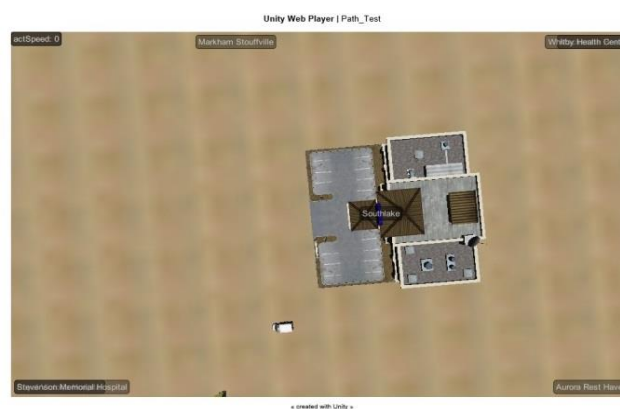 Unity Web Player | Path_Test
actSpeed: 0
Markham Stouffville
Whitby Health Cent
Southlake
Stevenson Memorial Hospital
Aurora Rest Have
« created with Unity »